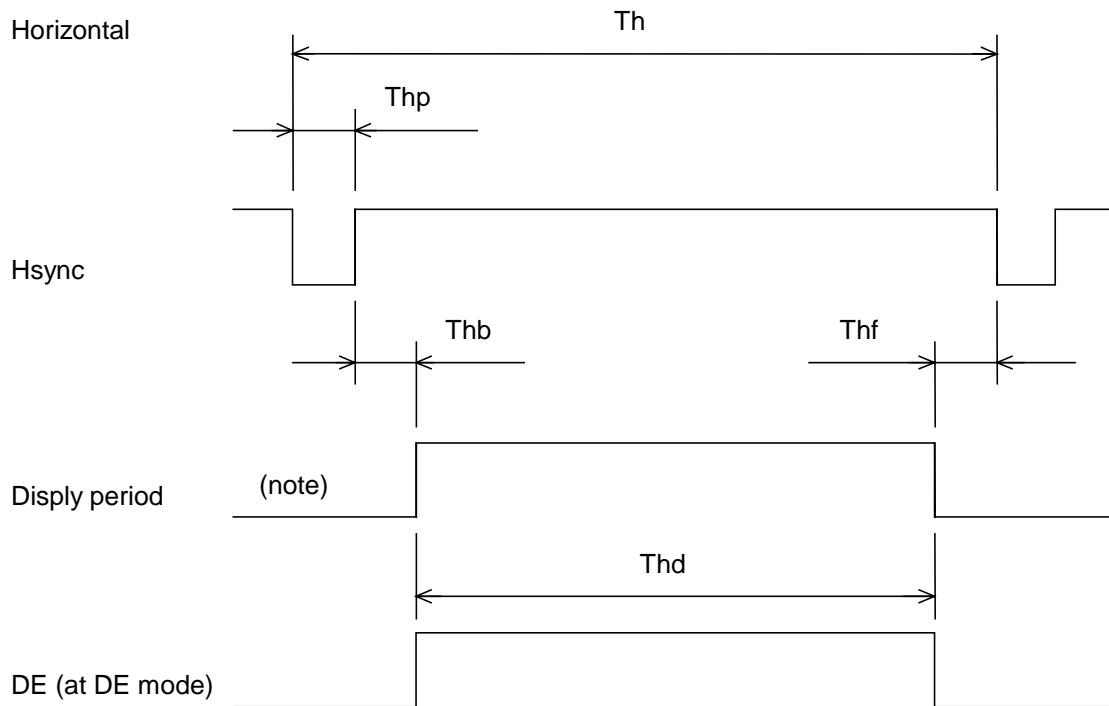 Horizontal
Th
Thp
Hsync
Thb
Thf
Disply period
(note)
Thd
DE (at DE mode)